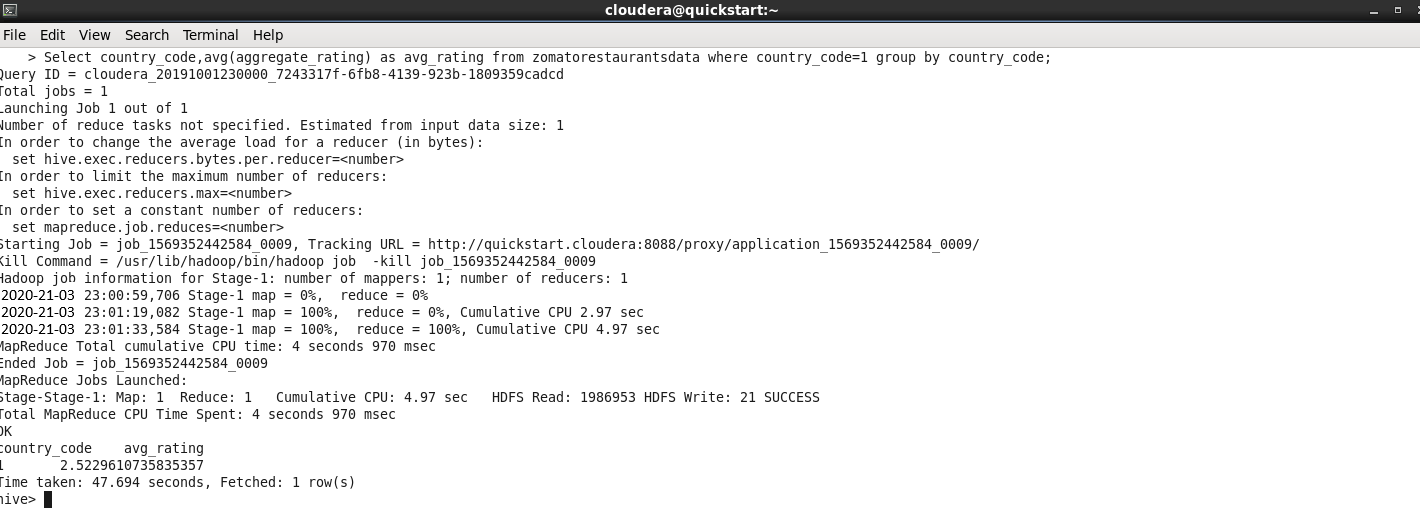 cloudera@quickstart:~
File Edit View Search Terminal Help
> Select country_code,avg(aggregate_rating) as avg_rating from zomatorestaurantsdata where country_code=1 group by country_code;
Query ID = cloudera_20191001230000_7243317f-6fb8-4139-923b-1809359cadcd
Total jobs = 1
Launching Job 1 out of 1
Number of reduce tasks not specified. Estimated from input data size: 1
In order to change the average load for a reducer (in bytes):
set hive.exec.reducers.bytes.per.reducer=<number>
In order to limit the maximum number of reducers:
set hive.exec.reducers.max=<number>
In order to set a constant number of reducers:
set mapreduce.job.reduces=<number>
Starting Job = job_1569352442584_0009, Tracking URL = http://quickstart.cloudera:8088/proxy/application_1569352442584_0009/
Kill Command = /usr/lib/hadoop/bin/hadoop job  -kill job_1569352442584_0009
Hadoop job information for Stage-1: number of mappers: 1; number of reducers: 1
2020-21-03 23:00:59,706 Stage-1 map = 0%,  reduce = 0%
2020-21-03 23:01:19,082 Stage-1 map = 100%,  reduce = 0%, Cumulative CPU 2.97 sec
2020-21-03 23:01:33,584 Stage-1 map = 100%,  reduce = 100%, Cumulative CPU 4.97 sec
MapReduce Total cumulative CPU time: 4 seconds 970 msec
Ended Job = job_1569352442584_0009
MapReduce Jobs Launched:
Stage-Stage-1: Map: 1  Reduce: 1   Cumulative CPU: 4.97 sec   HDFS Read: 1986953 HDFS Write: 21 SUCCESS
Total MapReduce CPU Time Spent: 4 seconds 970 msec
OK
country_code    avg_rating
1       2.5229610735835357
Time taken: 47.694 seconds, Fetched: 1 row(s)
hive>